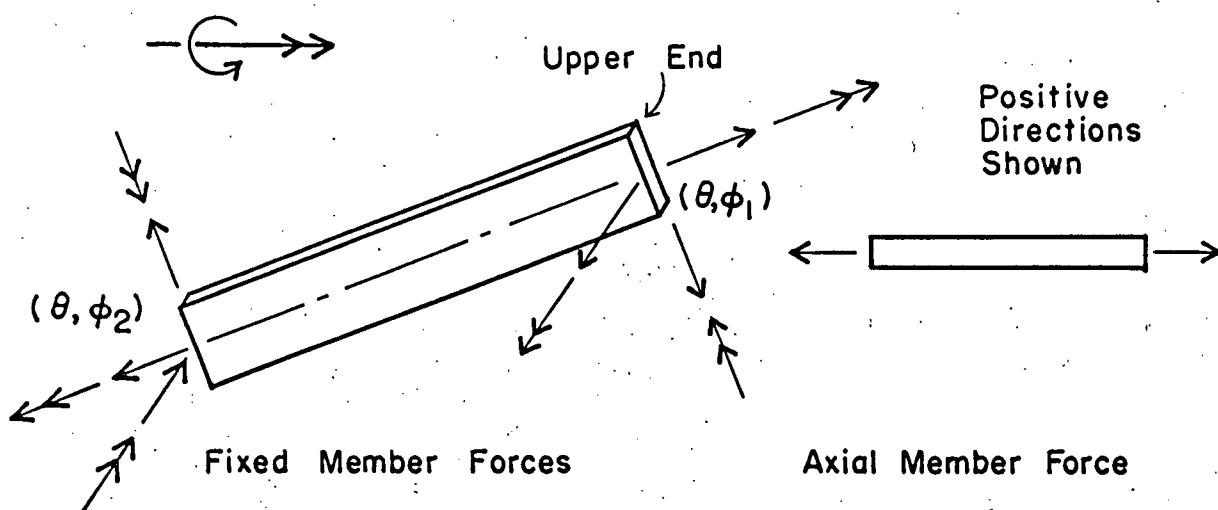 Upper End
Positive
Directions
Shown
(θ,ϕ₁)
(θ,ϕ₂)
Fixed Member Forces
Axial Member Force